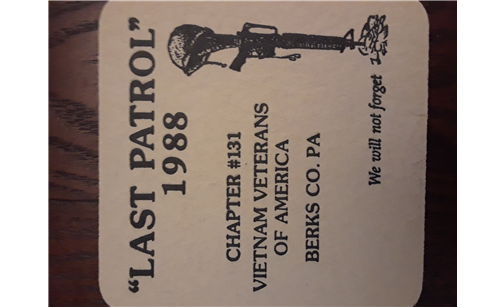 "LAST PATROL"
1988
CHAPTER #131
VIETNAM VETERANS
OF AMERICA
BERKS CO. PA
We will not forget